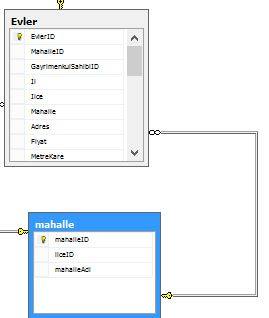 Evler
EvlerID
MahalleID
GayrimenkulSahibiID
Il
Ilce
Mahalle
Adres
Fiyat
MetreKare
mahalle
mahalleID
ilceID
mahalleAdi